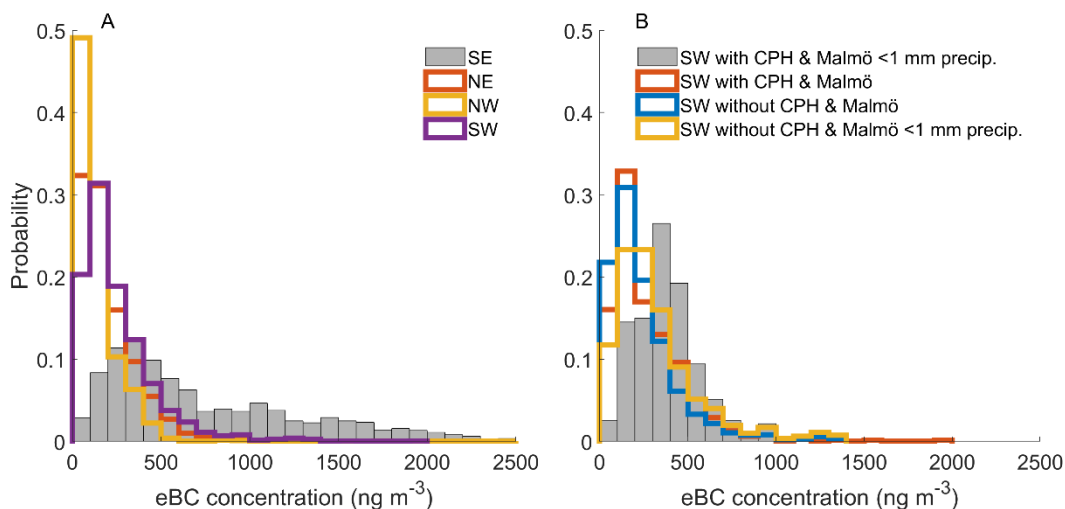 A
B
0.5
0.4
0.3
0.2
0.1
0
Probability
SE
NE
NW
SW
0 500 1000 1500 2000 2500
eBC concentration (ng m⁻³)
0.5
0.4
0.3
0.2
0.1
0
SW with CPH & Malmö <1 mm precip.
SW with CPH & Malmö
SW without CPH & Malmö
SW without CPH & Malmö <1 mm precip.
0 500 1000 1500 2000 2500
eBC concentration (ng m⁻³)